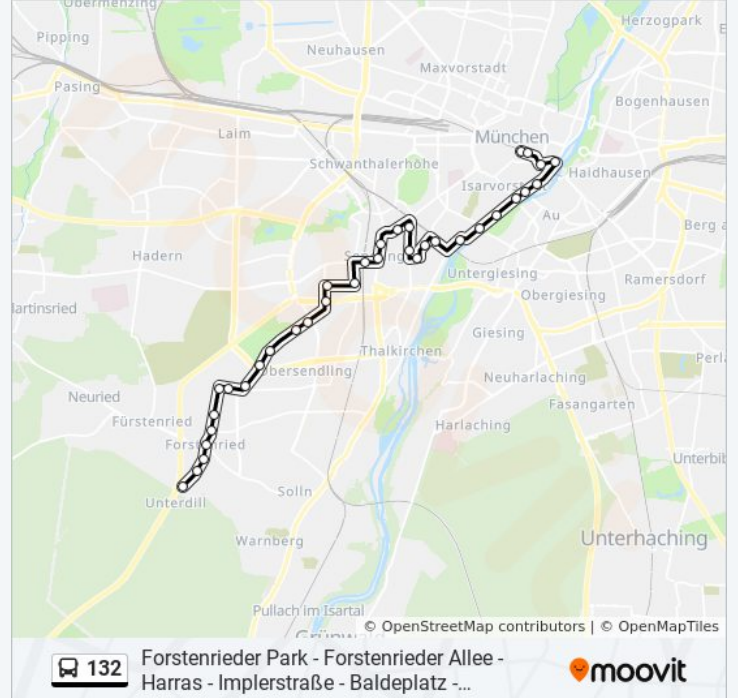 Obermenzing
Herzogpark
Pipping
Neuhausen
Maxvorstadt
Pasing
Bogenhausen
Laim
München
Schwanthalerhöhe
Haidhausen
Isarvorst
Au
Berg a
Hadern
Untergiesing
Ramersdorf
Obergiesing
artinsried
Giesing
Thalkirchen
Perla
Obersendling
Neuharlaching
Neuried
Fasangarten
Fürstenried
Harlaching
Forstenried
Unterbib
Solln
Unterdill
Warnberg
Unterhaching
Pullach im Isartal
Grünwald
© OpenStreetMap contributors | © OpenMapTiles
132
Forstenrieder Park - Forstenrieder Allee -
Harras - Implerstraße - Baldeplatz -...
moovit